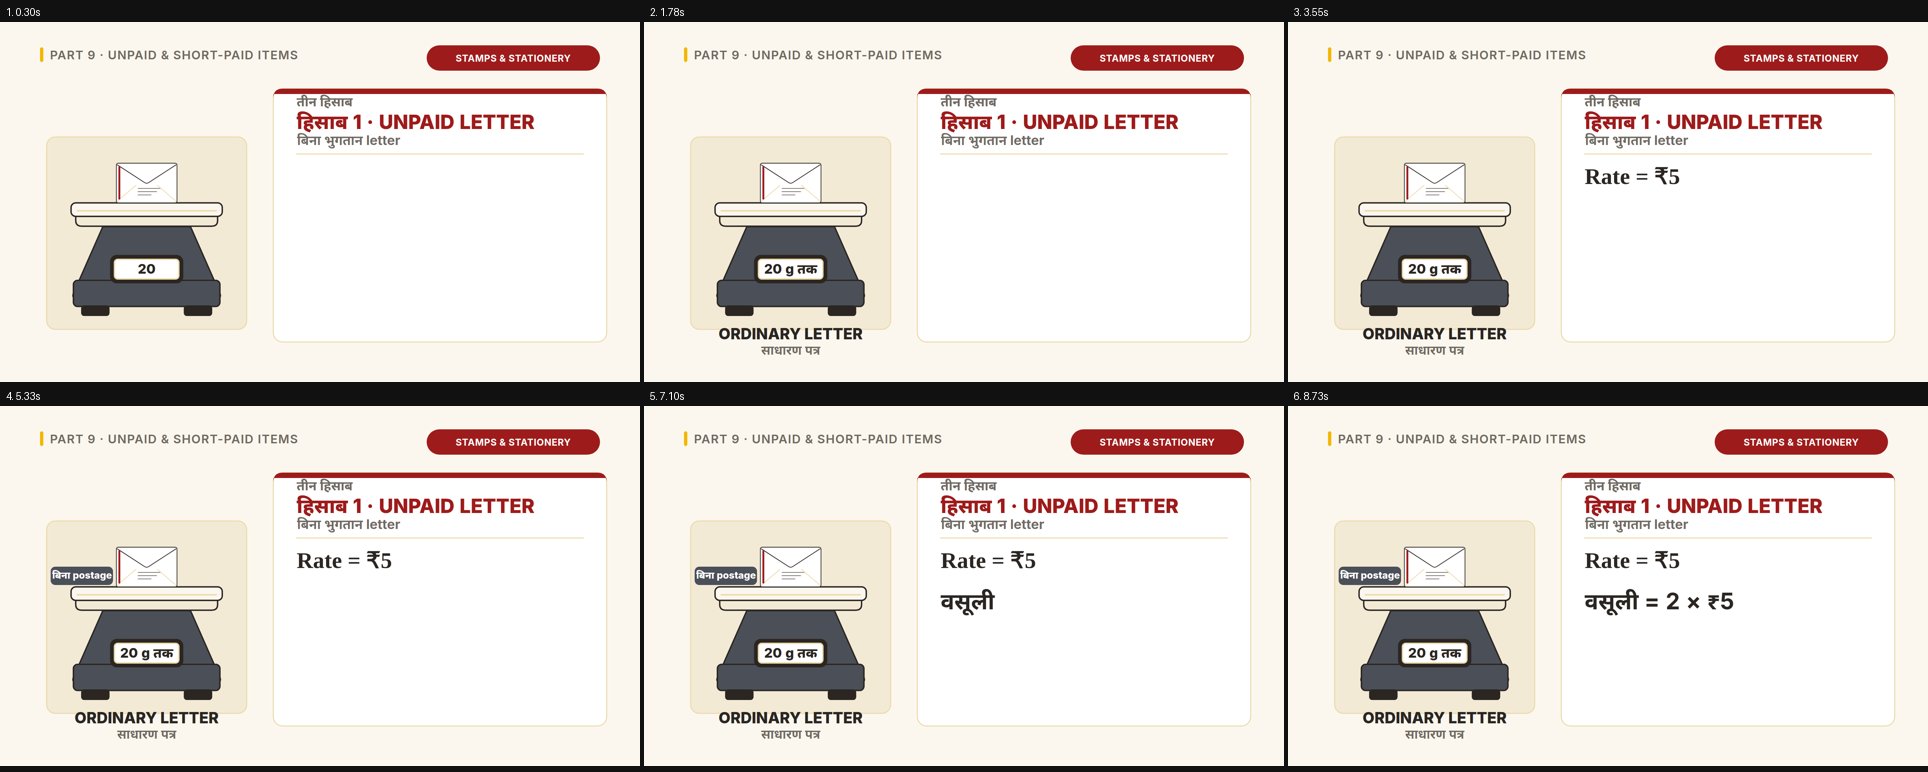 1. 0.30s
PART 9 · UNPAID & SHORT-PAID ITEMS
STAMPS & STATIONERY
तीन हिसाब
हिसाब 1 · UNPAID LETTER
बिना भुगतान letter
20
2. 1.78s
PART 9 · UNPAID & SHORT-PAID ITEMS
STAMPS & STATIONERY
तीन हिसाब
हिसाब 1 · UNPAID LETTER
बिना भुगतान letter
20 g तक
ORDINARY LETTER
साधारण पत्र
3. 3.55s
PART 9 · UNPAID & SHORT-PAID ITEMS
STAMPS & STATIONERY
तीन हिसाब
हिसाब 1 · UNPAID LETTER
बिना भुगतान letter
Rate = ₹5
20 g तक
ORDINARY LETTER
साधारण पत्र
4. 5.33s
PART 9 · UNPAID & SHORT-PAID ITEMS
STAMPS & STATIONERY
तीन हिसाब
हिसाब 1 · UNPAID LETTER
बिना भुगतान letter
Rate = ₹5
बिना postage
20 g तक
ORDINARY LETTER
साधारण पत्र
5. 7.10s
PART 9 · UNPAID & SHORT-PAID ITEMS
STAMPS & STATIONERY
तीन हिसाब
हिसाब 1 · UNPAID LETTER
बिना भुगतान letter
Rate = ₹5
बिना postage
वसूली
20 g तक
ORDINARY LETTER
साधारण पत्र
6. 8.73s
PART 9 · UNPAID & SHORT-PAID ITEMS
STAMPS & STATIONERY
तीन हिसाब
हिसाब 1 · UNPAID LETTER
बिना भुगतान letter
Rate = ₹5
बिना postage
वसूली = 2 × ₹5
20 g तक
ORDINARY LETTER
साधारण पत्र